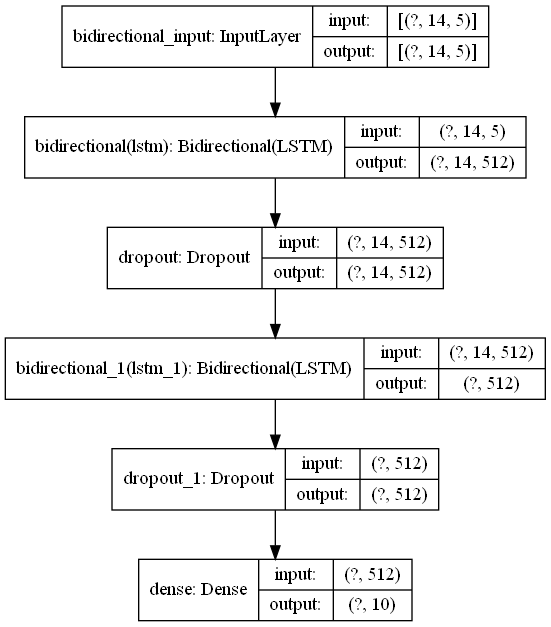 bidirectional_input: InputLayer
input: [(?, 14, 5)]
output: [(?, 14, 5)]
bidirectional(lstm): Bidirectional(LSTM)
input: (?, 14, 5)
output: (?, 14, 512)
dropout: Dropout
input: (?, 14, 512)
output: (?, 14, 512)
bidirectional_1(lstm_1): Bidirectional(LSTM)
input: (?, 14, 512)
output: (?, 512)
dropout_1: Dropout
input: (?, 512)
output: (?, 512)
dense: Dense
input: (?, 512)
output: (?, 10)